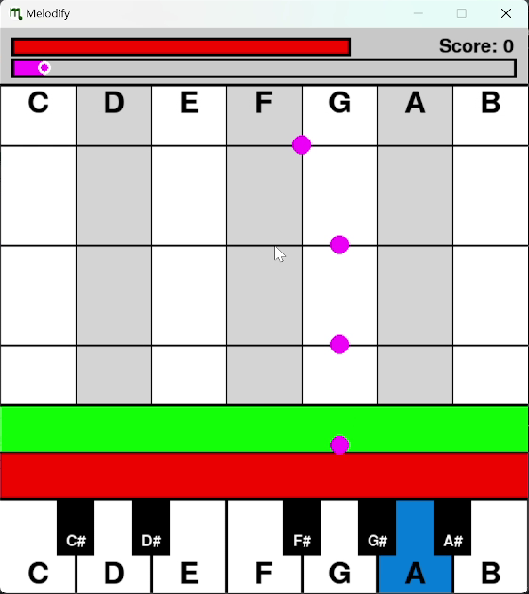 Melodify
Score: 0
C D E F G A B
C# D# F# G# A#
C D E F G A B